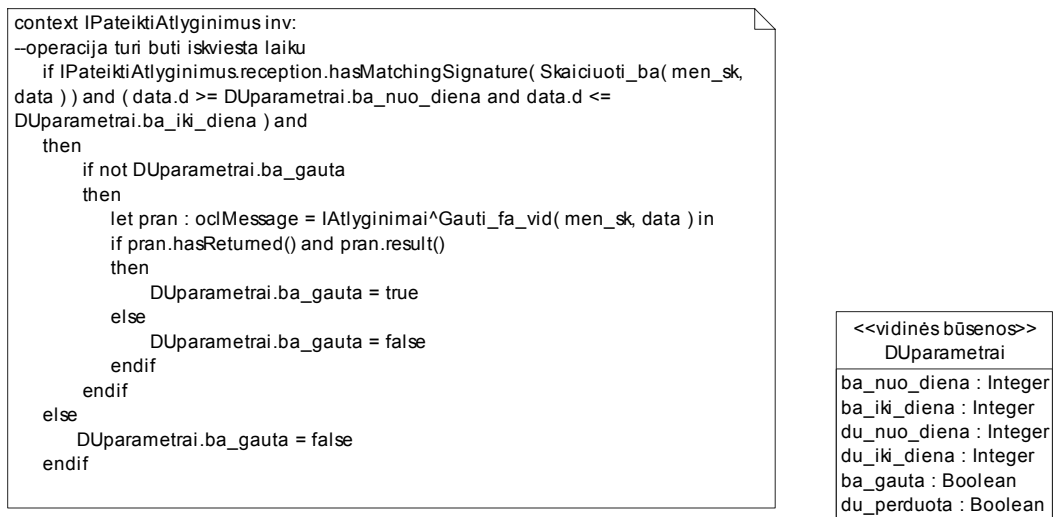 context IPateiktiAtlyginimus inv:
--operacija turi buti iskviesta laiku
if IPateiktiAtlyginimus.reception.hasMatchingSignature( Skaiciuoti_ba( men_sk,
data ) ) and ( data.d >= DUparametrai.ba_nuo_diena and data.d <=
DUparametrai.ba_iki_diena ) and
then
if not DUparametrai.ba_gauta
then
let pran : oclMessage = IAtlyginimai^Gauti_fa_vid( men_sk, data ) in
if pran.hasReturned() and pran.result()
then
DUparametrai.ba_gauta = true
else
DUparametrai.ba_gauta = false
endif
endif
else
DUparametrai.ba_gauta = false
endif
<<vidinės būsenos>>
DUparametrai
ba_nuo_diena : Integer
ba_iki_diena : Integer
du_nuo_diena : Integer
du_iki_diena : Integer
ba_gauta : Boolean
du_perduota : Boolean